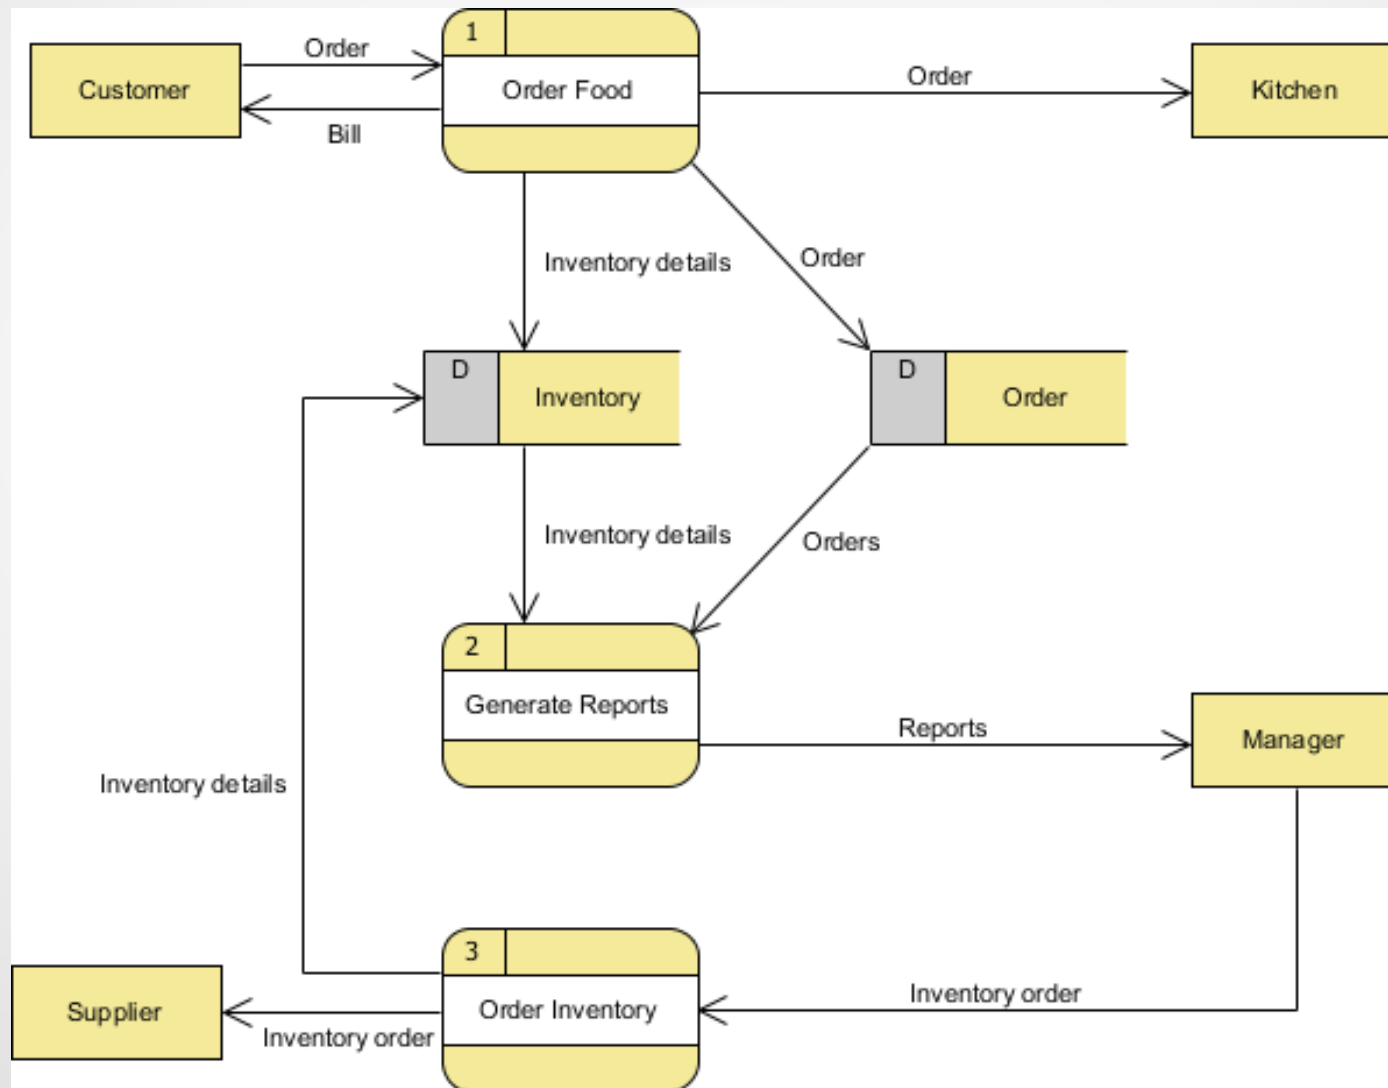 1
Order
Customer
Order Food
Order
Kitchen
Bill
Inventory details
Order
D
Inventory
D
Order
Inventory details
Orders
2
Generate Reports
Reports
Manager
Inventory details
3
Order Inventory
Inventory order
Supplier
Inventory order